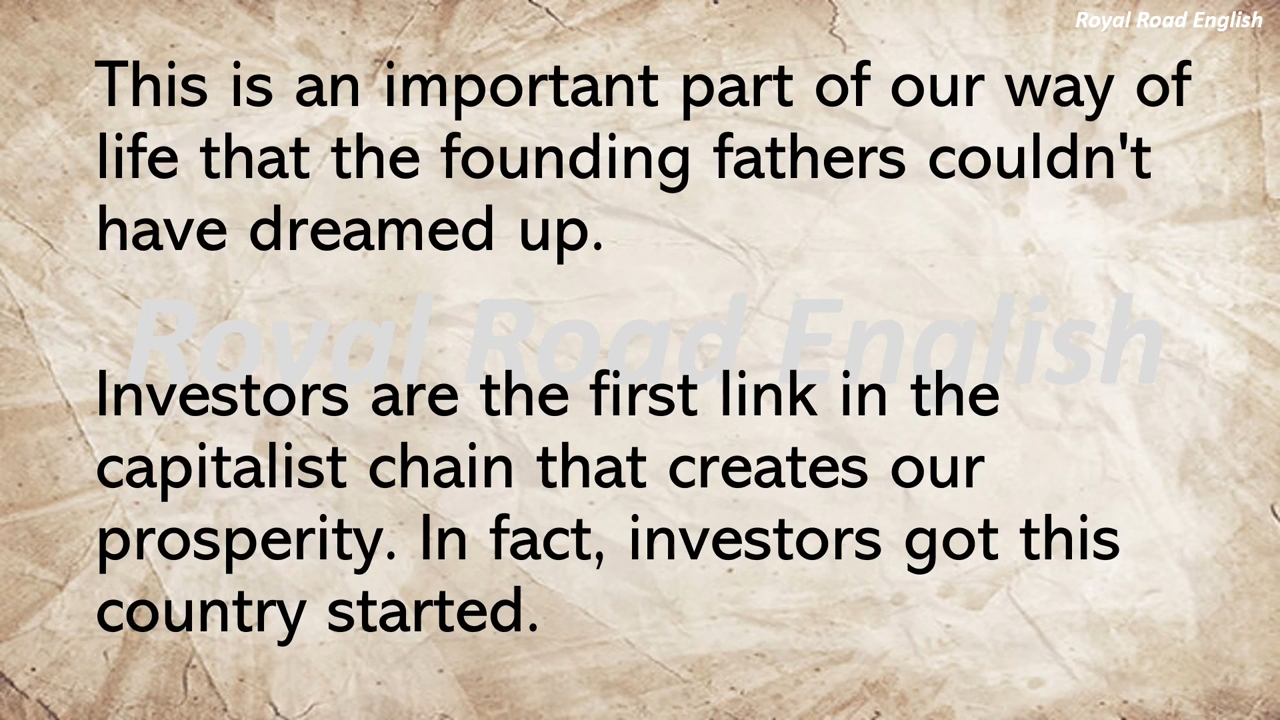 Royal Road English
This is an important part of our way of
life that the founding fathers couldn't
have dreamed up.
Royal Road English
Investors are the first link in the
capitalist chain that creates our
prosperity. In fact, investors got this
country started.